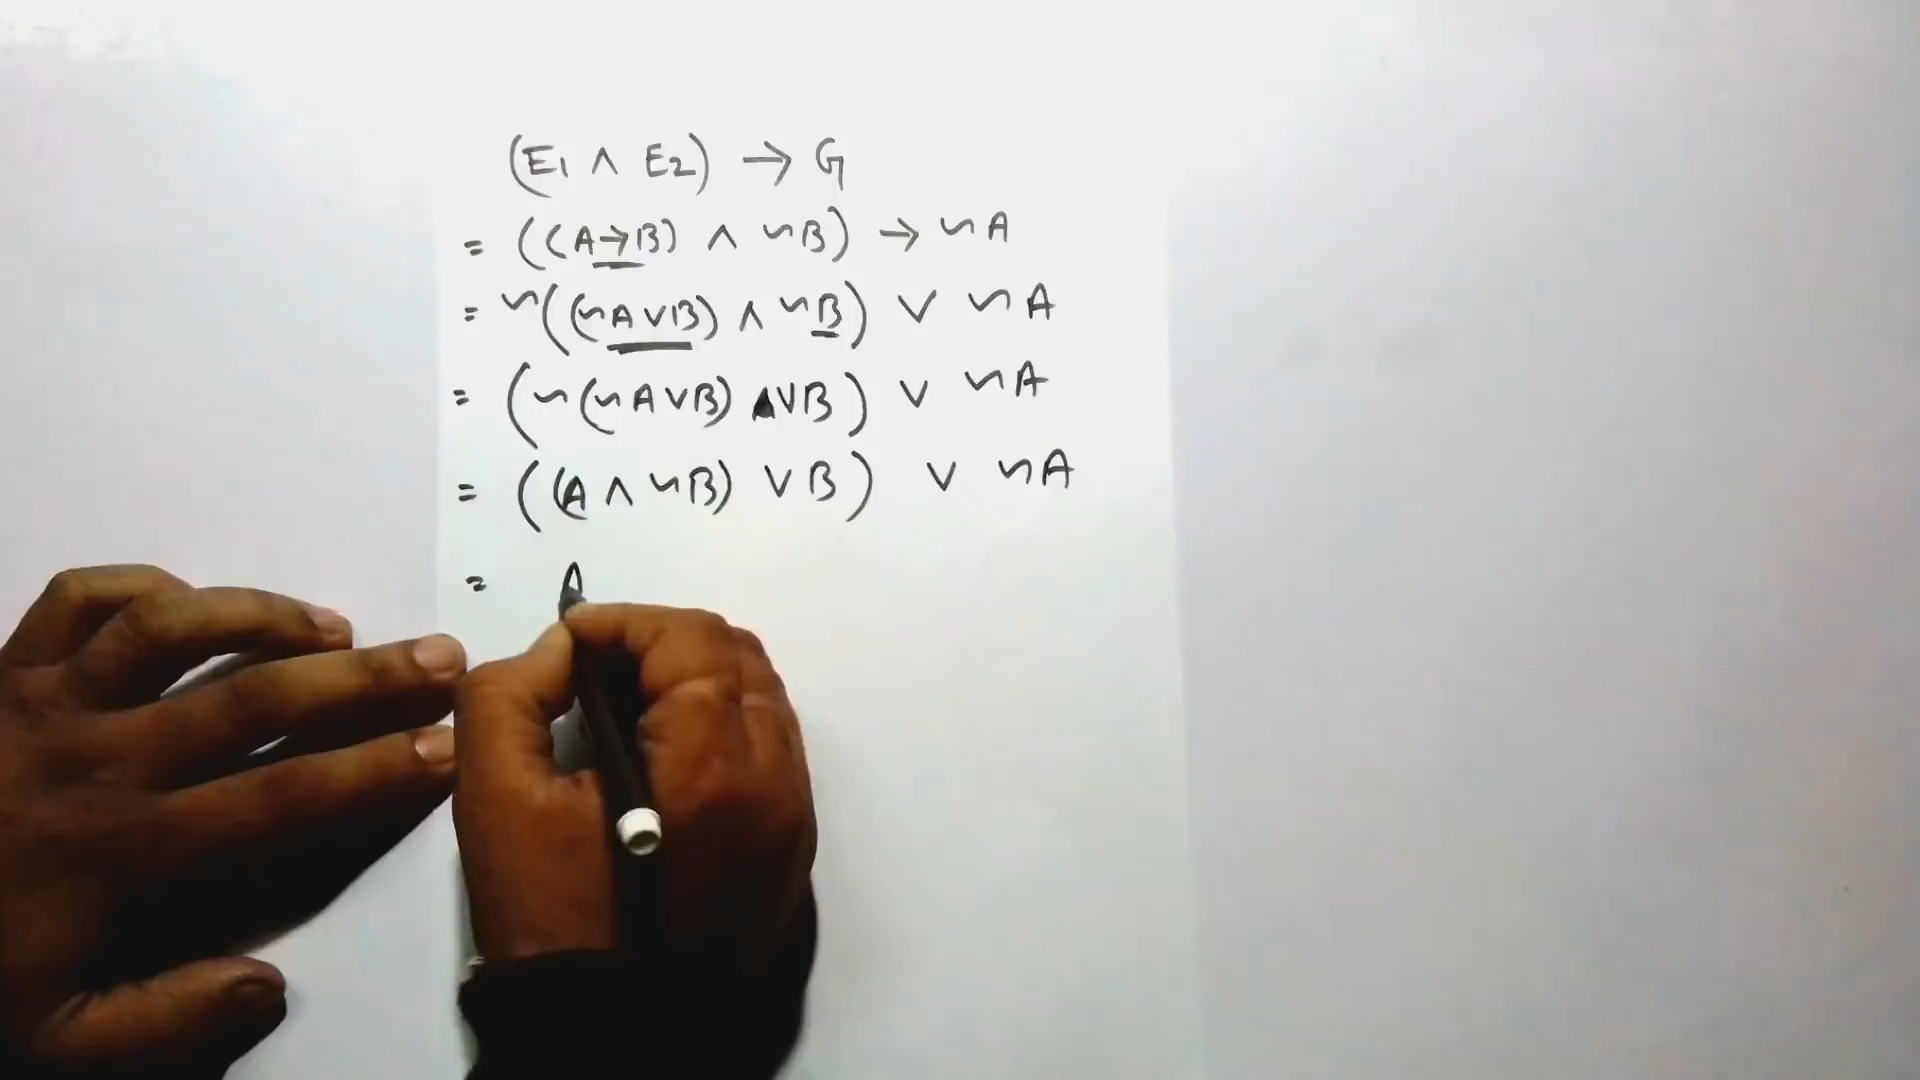 (E1 ∧ E2) → G
= ((A→B) ∧ ~B) → ~A
= ~((~A∨B) ∧ ~B) ∨ ~A
= (~(~A∨B) ∨B) ∨ ~A
= ((A ∧ ~B) ∨ B) ∨ ~A
= A